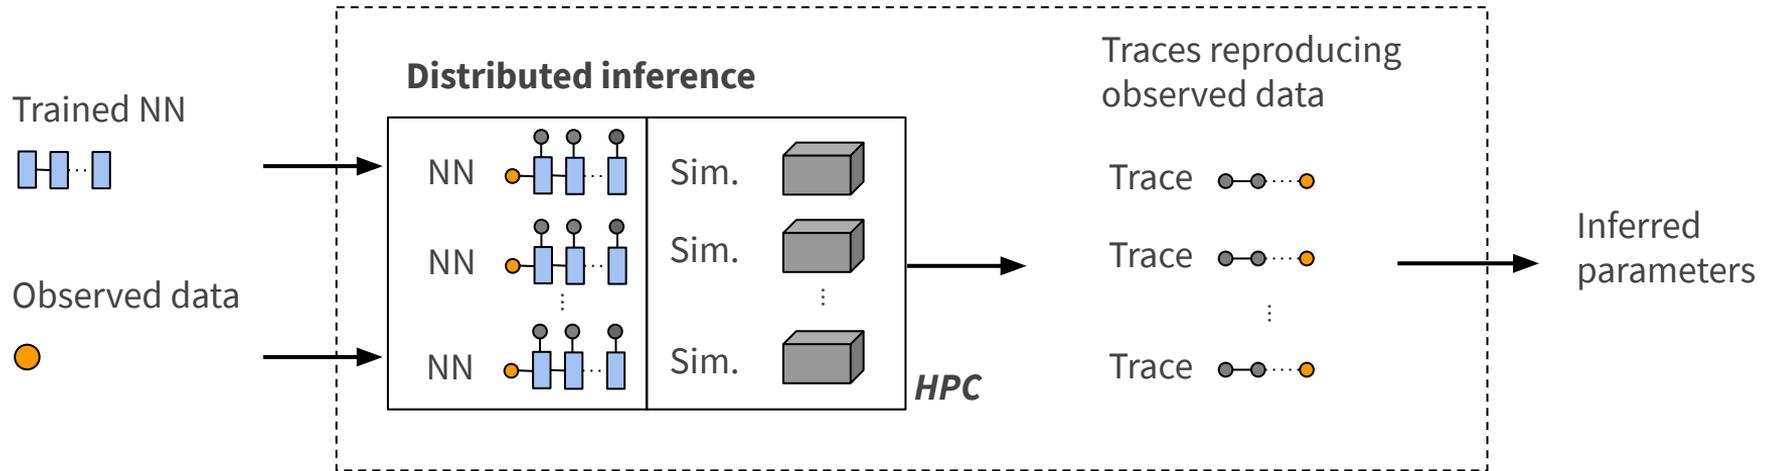 Trained NN
Observed data
Distributed inference
NN
Sim.
NN
Sim.
NN
Sim.
HPC
Traces reproducing
observed data
Trace
Trace
Trace
Inferred
parameters